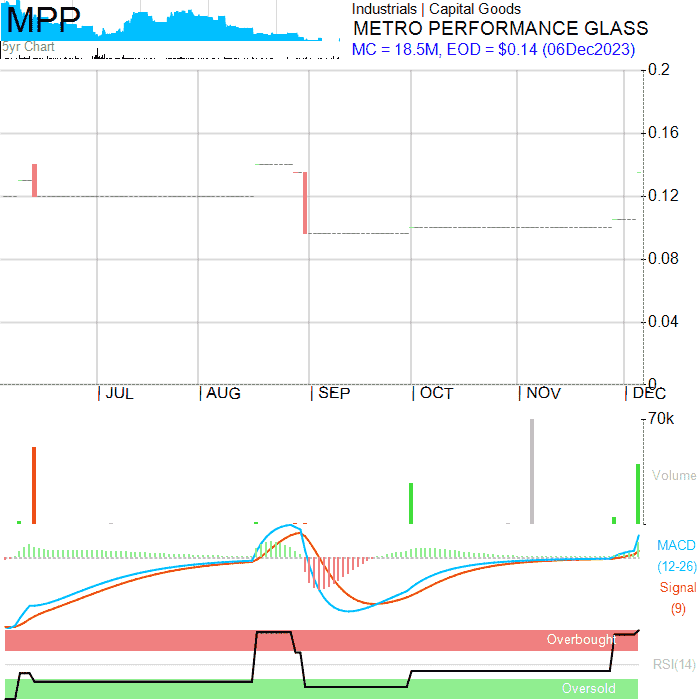 MPP
5yr Chart
Industrials | Capital Goods
METRO PERFORMANCE GLASS
MC = 18.5M, EOD = $0.14 (06Dec2023)
0.2
0.16
0.12
0.08
0.04
0
JUL
AUG
SEP
OCT
NOV
DEC
70k
Volume
MACD
(12-26)
Signal
(9)
Overbought
RSI(14)
Oversold